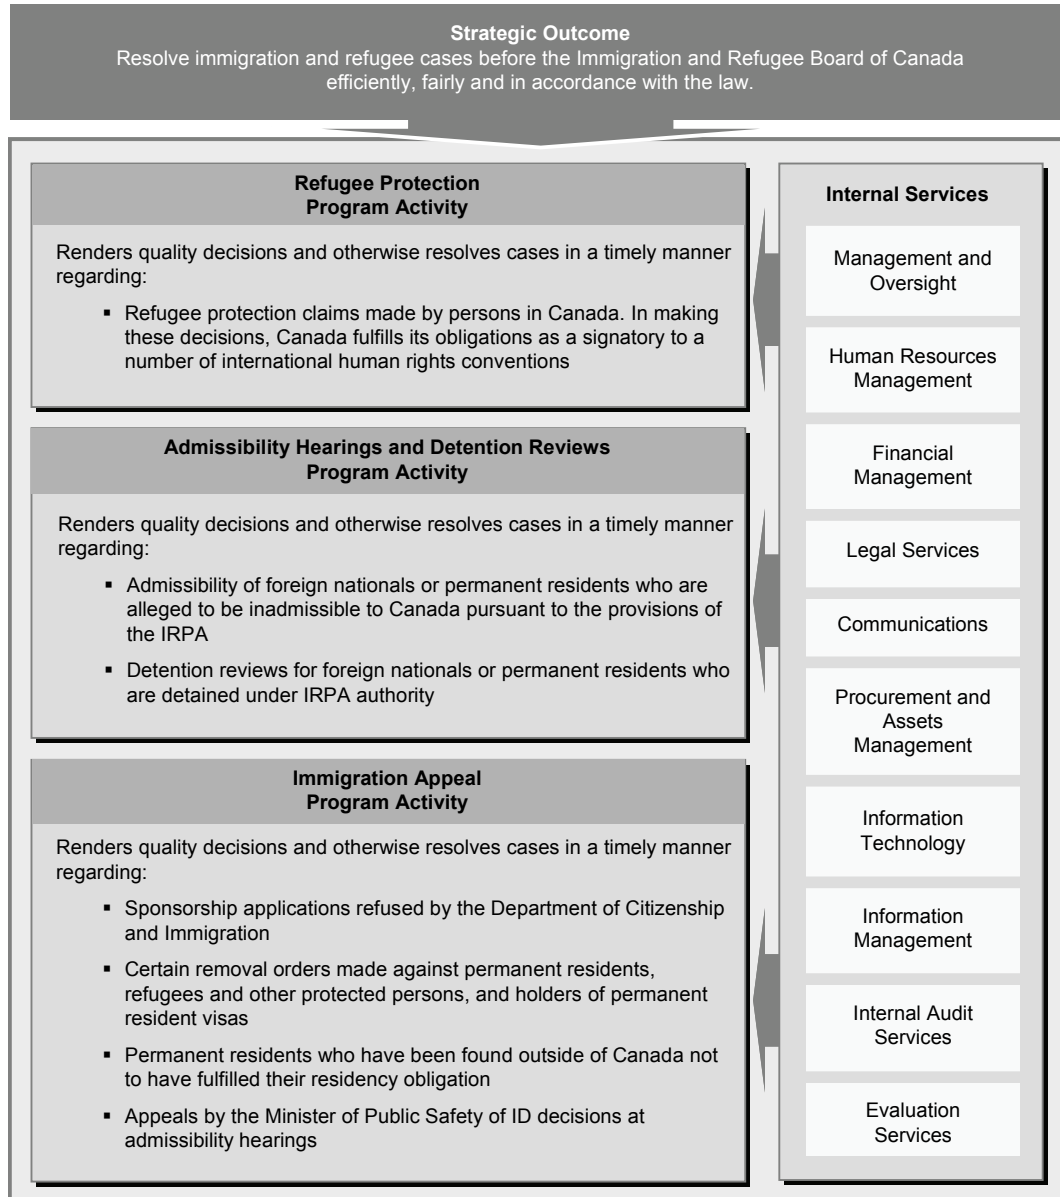 Strategic Outcome
Resolve immigration and refugee cases before the Immigration and Refugee Board of Canada
efficiently, fairly and in accordance with the law.
Refugee Protection
Program Activity
Renders quality decisions and otherwise resolves cases in a timely manner
regarding:
▪ Refugee protection claims made by persons in Canada. In making
these decisions, Canada fulfills its obligations as a signatory to a
number of international human rights conventions
Admissibility Hearings and Detention Reviews
Program Activity
Renders quality decisions and otherwise resolves cases in a timely manner
regarding:
▪ Admissibility of foreign nationals or permanent residents who are
alleged to be inadmissible to Canada pursuant to the provisions of
the IRPA
▪ Detention reviews for foreign nationals or permanent residents who
are detained under IRPA authority
Immigration Appeal
Program Activity
Renders quality decisions and otherwise resolves cases in a timely manner
regarding:
▪ Sponsorship applications refused by the Department of Citizenship
and Immigration
▪ Certain removal orders made against permanent residents,
refugees and other protected persons, and holders of permanent
resident visas
▪ Permanent residents who have been found outside of Canada not
to have fulfilled their residency obligation
▪ Appeals by the Minister of Public Safety of ID decisions at
admissibility hearings
Internal Services
Management and
Oversight
Human Resources
Management
Financial
Management
Legal Services
Communications
Procurement and
Assets
Management
Information
Technology
Information
Management
Internal Audit
Services
Evaluation
Services